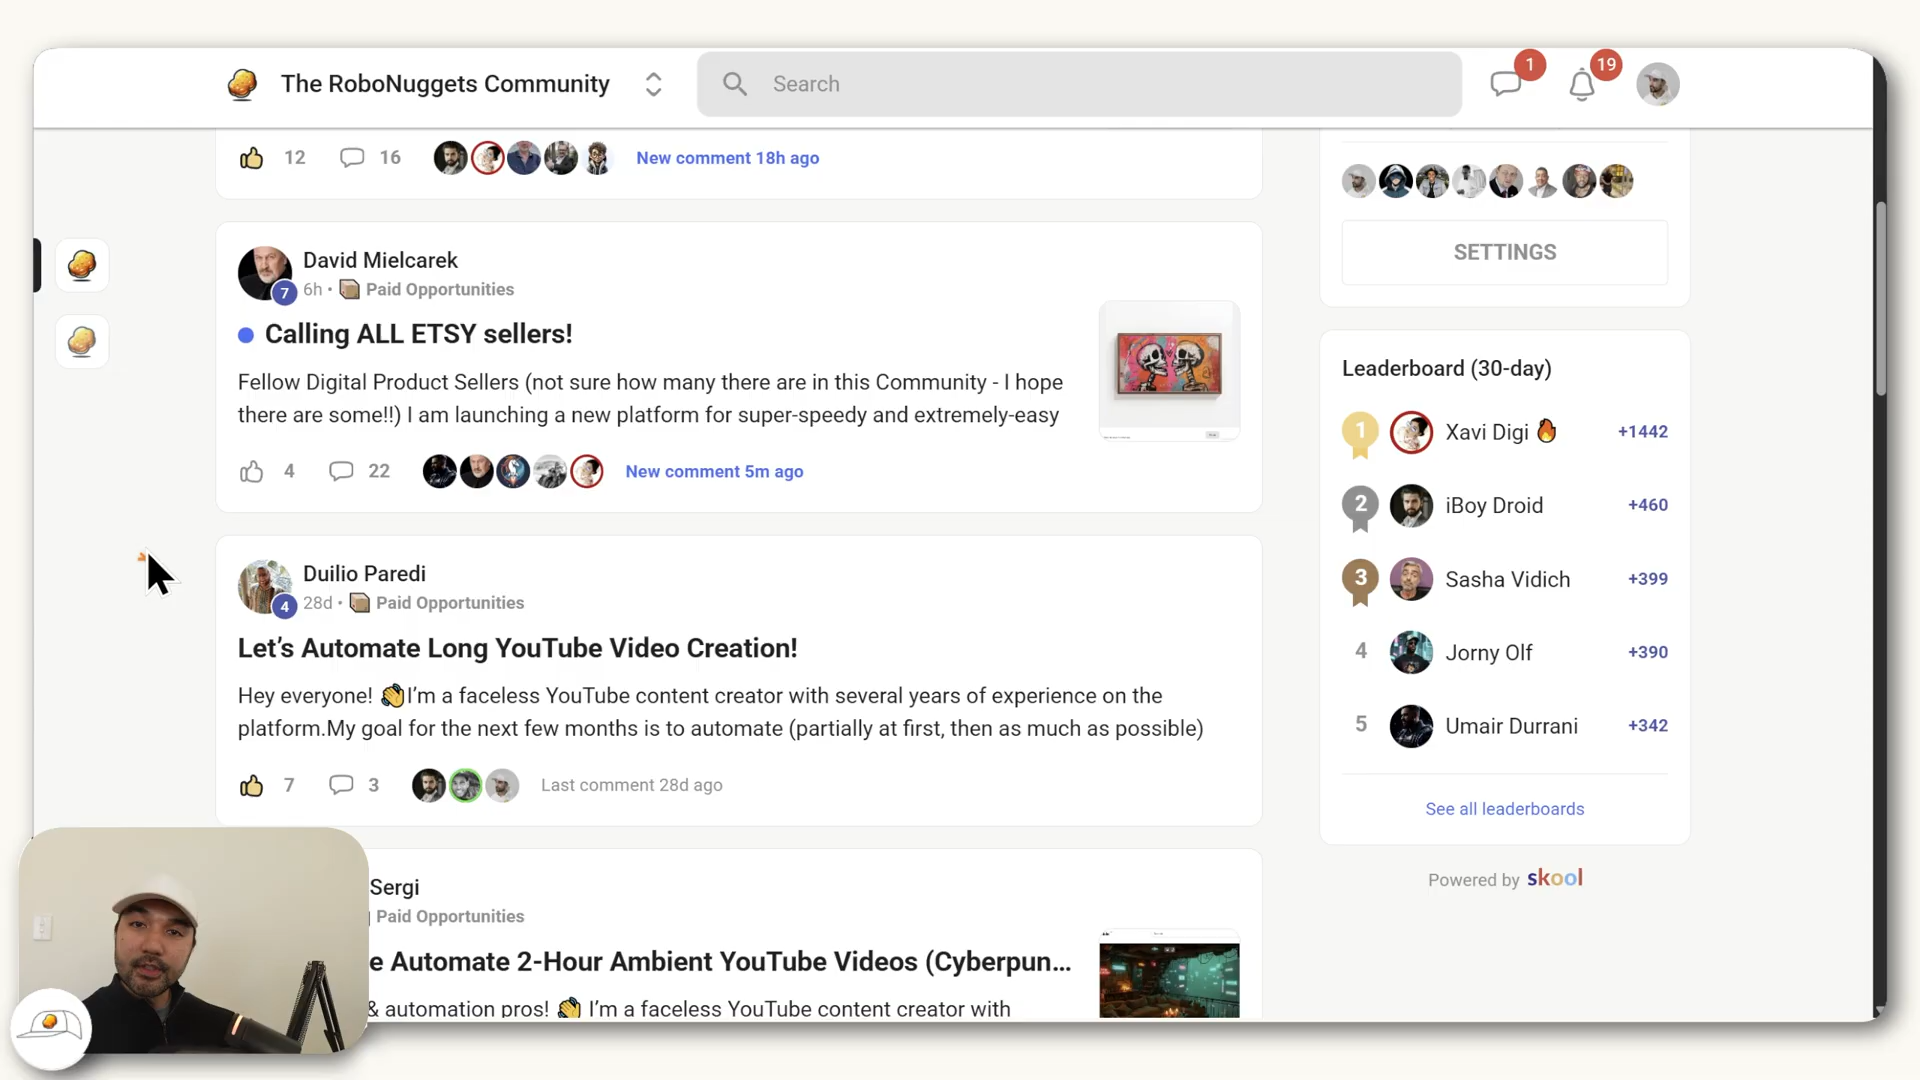 The RoboNuggets Community
Search
1
19
12
16
New comment 18h ago
SETTINGS
David Mielcarek
7
6h • Paid Opportunities
Calling ALL ETSY sellers!
Fellow Digital Product Sellers (not sure how many there are in this Community - I hope
there are some!!) I am launching a new platform for super-speedy and extremely-easy
4
22
New comment 5m ago
Duilio Paredi
4
28d • Paid Opportunities
Let’s Automate Long YouTube Video Creation!
Hey everyone! 👋I’m a faceless YouTube content creator with several years of experience on the
platform.My goal for the next few months is to automate (partially at first, then as much as possible)
7
3
Last comment 28d ago
Sergi
Paid Opportunities
e Automate 2-Hour Ambient YouTube Videos (Cyberpun...
& automation pros! 👋 I’m a faceless YouTube content creator with
Leaderboard (30-day)
1 Xavi Digi 🔥 +1442
2 iBoy Droid +460
3 Sasha Vidich +399
4 Jorny Olf +390
5 Umair Durrani +342
See all leaderboards
Powered by skool